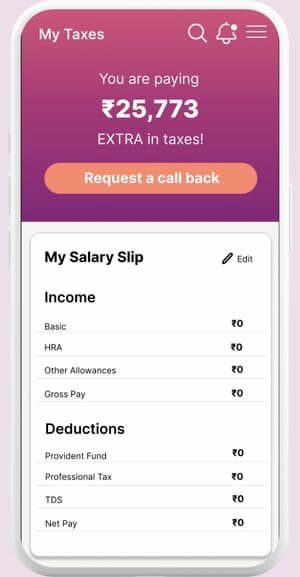 My Taxes
You are paying
₹25,773
EXTRA in taxes!
Request a call back
My Salary Slip
Edit
Income
Basic ₹0
HRA ₹0
Other Allowances ₹0
Gross Pay ₹0
Deductions
Provident Fund ₹0
Professional Tax ₹0
TDS ₹0
Net Pay ₹0